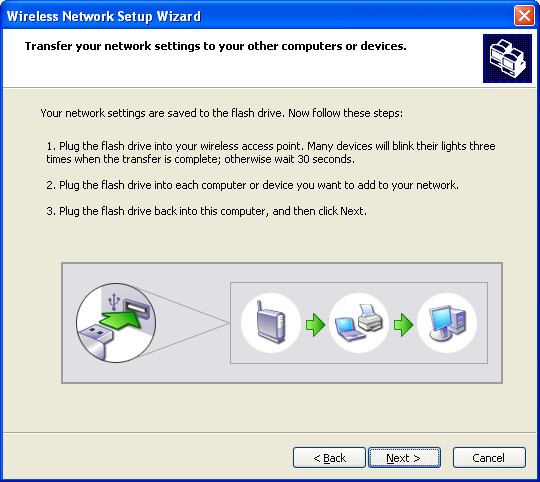 Wireless Network Setup Wizard
Transfer your network settings to your other computers or devices.
Your network settings are saved to the flash drive. Now follow these steps:
1. Plug the flash drive into your wireless access point. Many devices will blink their lights three
times when the transfer is complete; otherwise wait 30 seconds.
2. Plug the flash drive into each computer or device you want to add to your network.
3. Plug the flash drive back into this computer, and then click Next.
< Back Next > Cancel